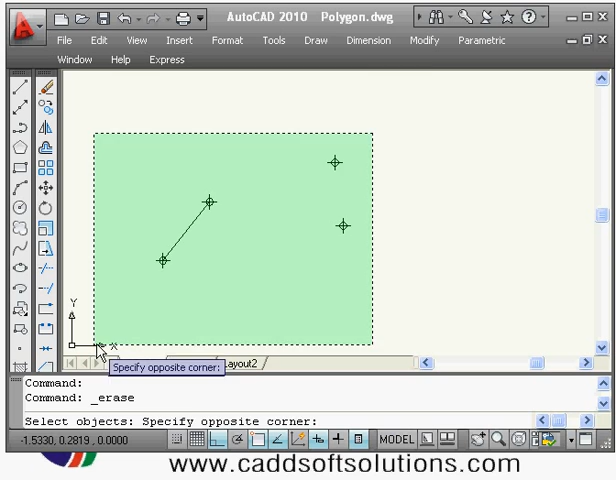 AutoCAD 2010 Polygon.dwg
File Edit View Insert Format Tools Draw Dimension Modify Parametric
Window Help Express
Y
X
Specify opposite corner:
Layout2
Command:
Command: _erase
Select objects: Specify opposite corner:
-1.5330, 0.2819, 0.0000 MODEL
www.caddsoftsolutions.com